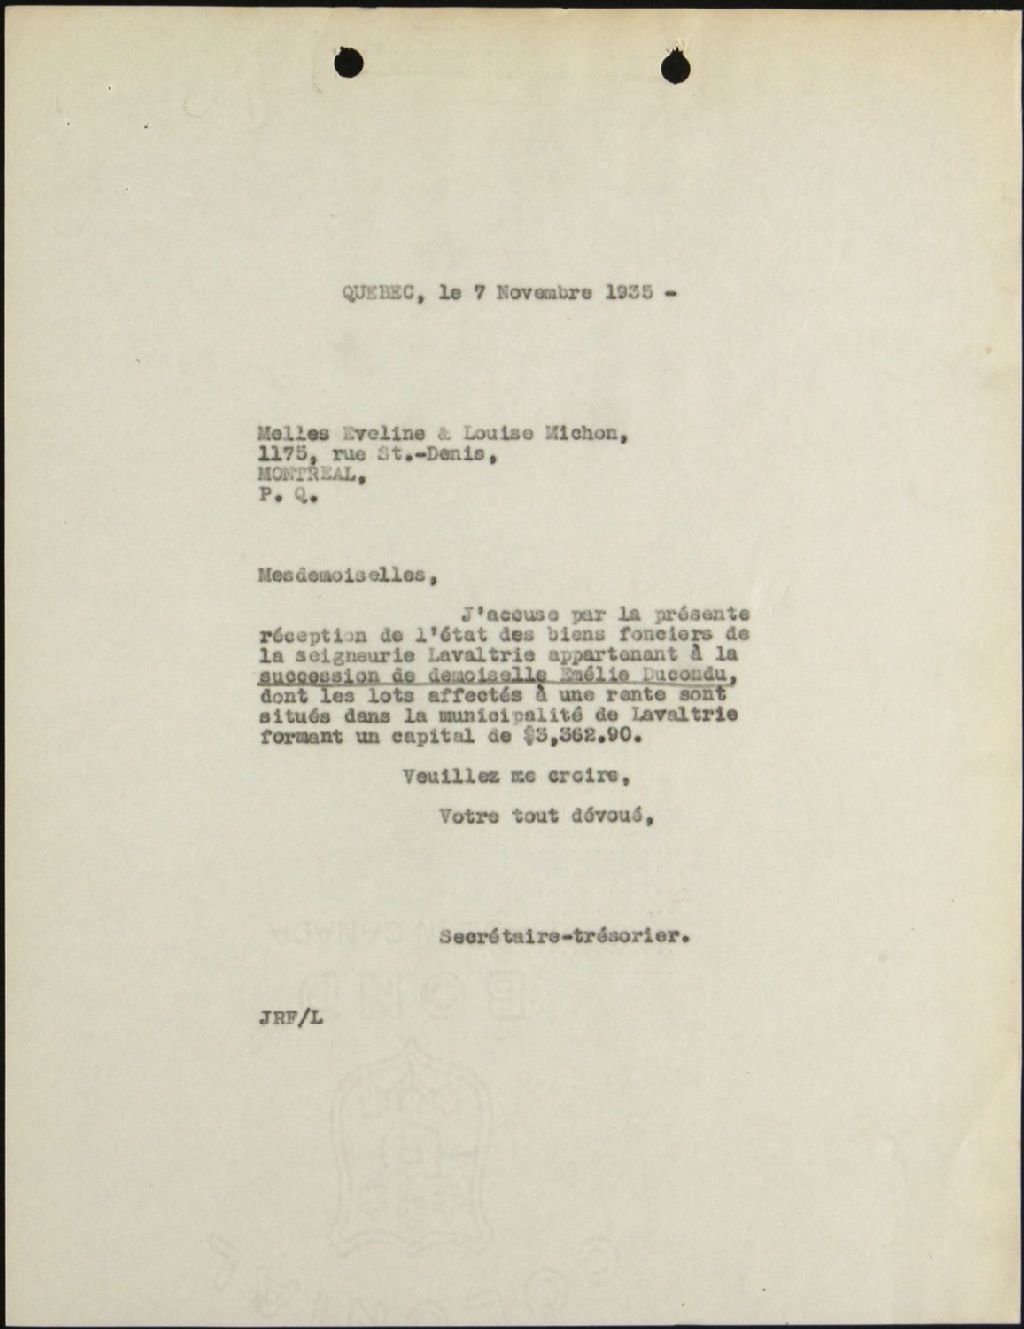 QUEBEC, le 7 Novembre 1935 -
Melles Eveline & Louise Michon,
1175, rue St.-Denis,
MONTREAL,
P. Q.
Mesdemoiselles,
J'accuse par la présente
réception de l'état des biens fonciers de
la seigneurie Lavaltrie appartenant à la
succession de demoiselle Emélie Ducondu,
dont les lots affectés à une rente sont
situés dans la municipalité de Lavaltrie
formant un capital de $3,362.90.
Veuillez me croire,
Votre tout dévoué,
Secrétaire-trésorier.
JRF/L